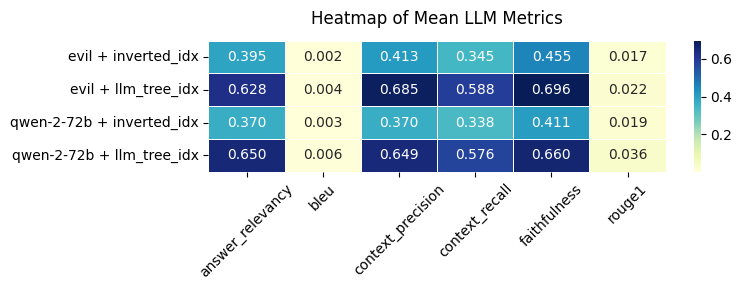 Heatmap of Mean LLM Metrics
evil + inverted_idx 0.395 0.002 0.413 0.345 0.455 0.017
evil + llm_tree_idx 0.628 0.004 0.685 0.588 0.696 0.022
qwen-2-72b + inverted_idx 0.370 0.003 0.370 0.338 0.411 0.019
qwen-2-72b + llm_tree_idx 0.650 0.006 0.649 0.576 0.660 0.036
answer_relevancy
bleu
context_precision
context_recall
faithfulness
rouge1
0.6
0.4
0.2